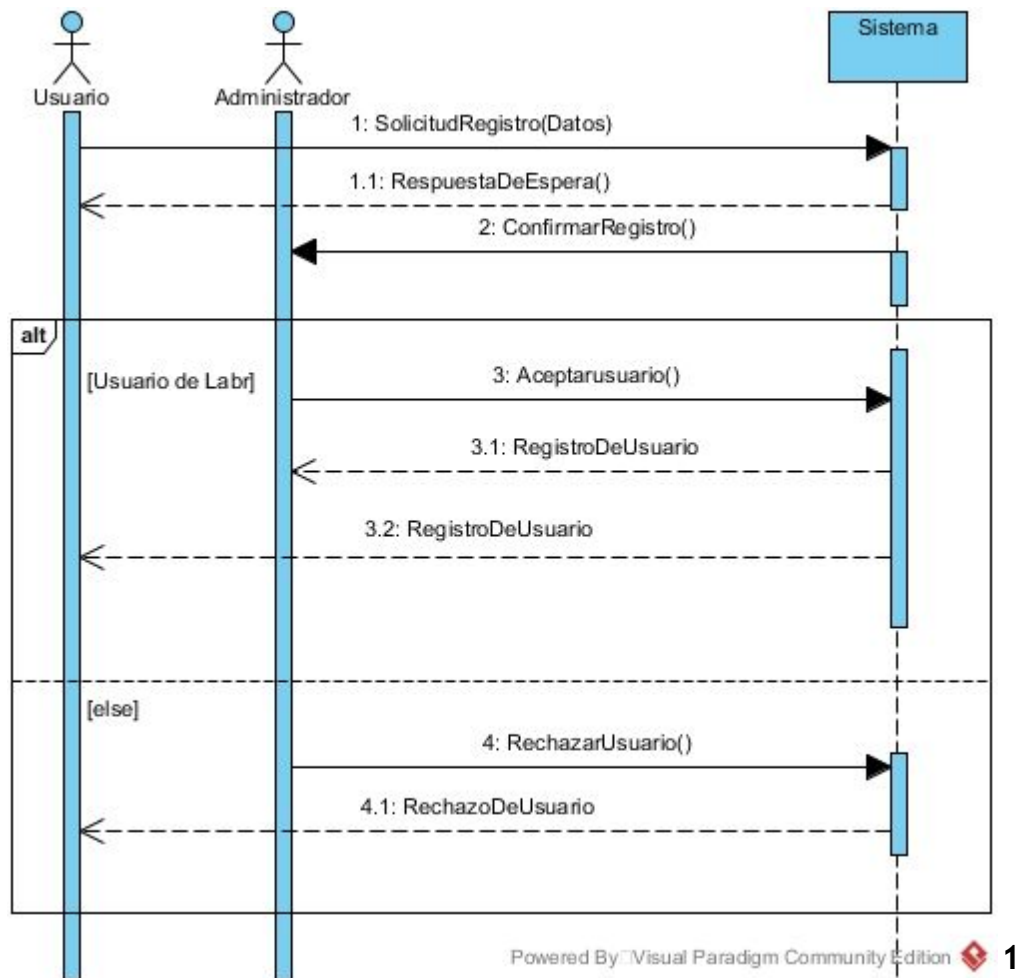 Sistema
Usuario
Administrador
1: SolicitudRegistro(Datos)
1.1: RespuestaDeEspera()
2: ConfirmarRegistro()
alt
[Usuario de Labr]
3: Aceptarusuario()
3.1: RegistroDeUsuario
3.2: RegistroDeUsuario
[else]
4: RechazarUsuario()
4.1: RechazoDeUsuario
Powered By Visual Paradigm Community Edition 1